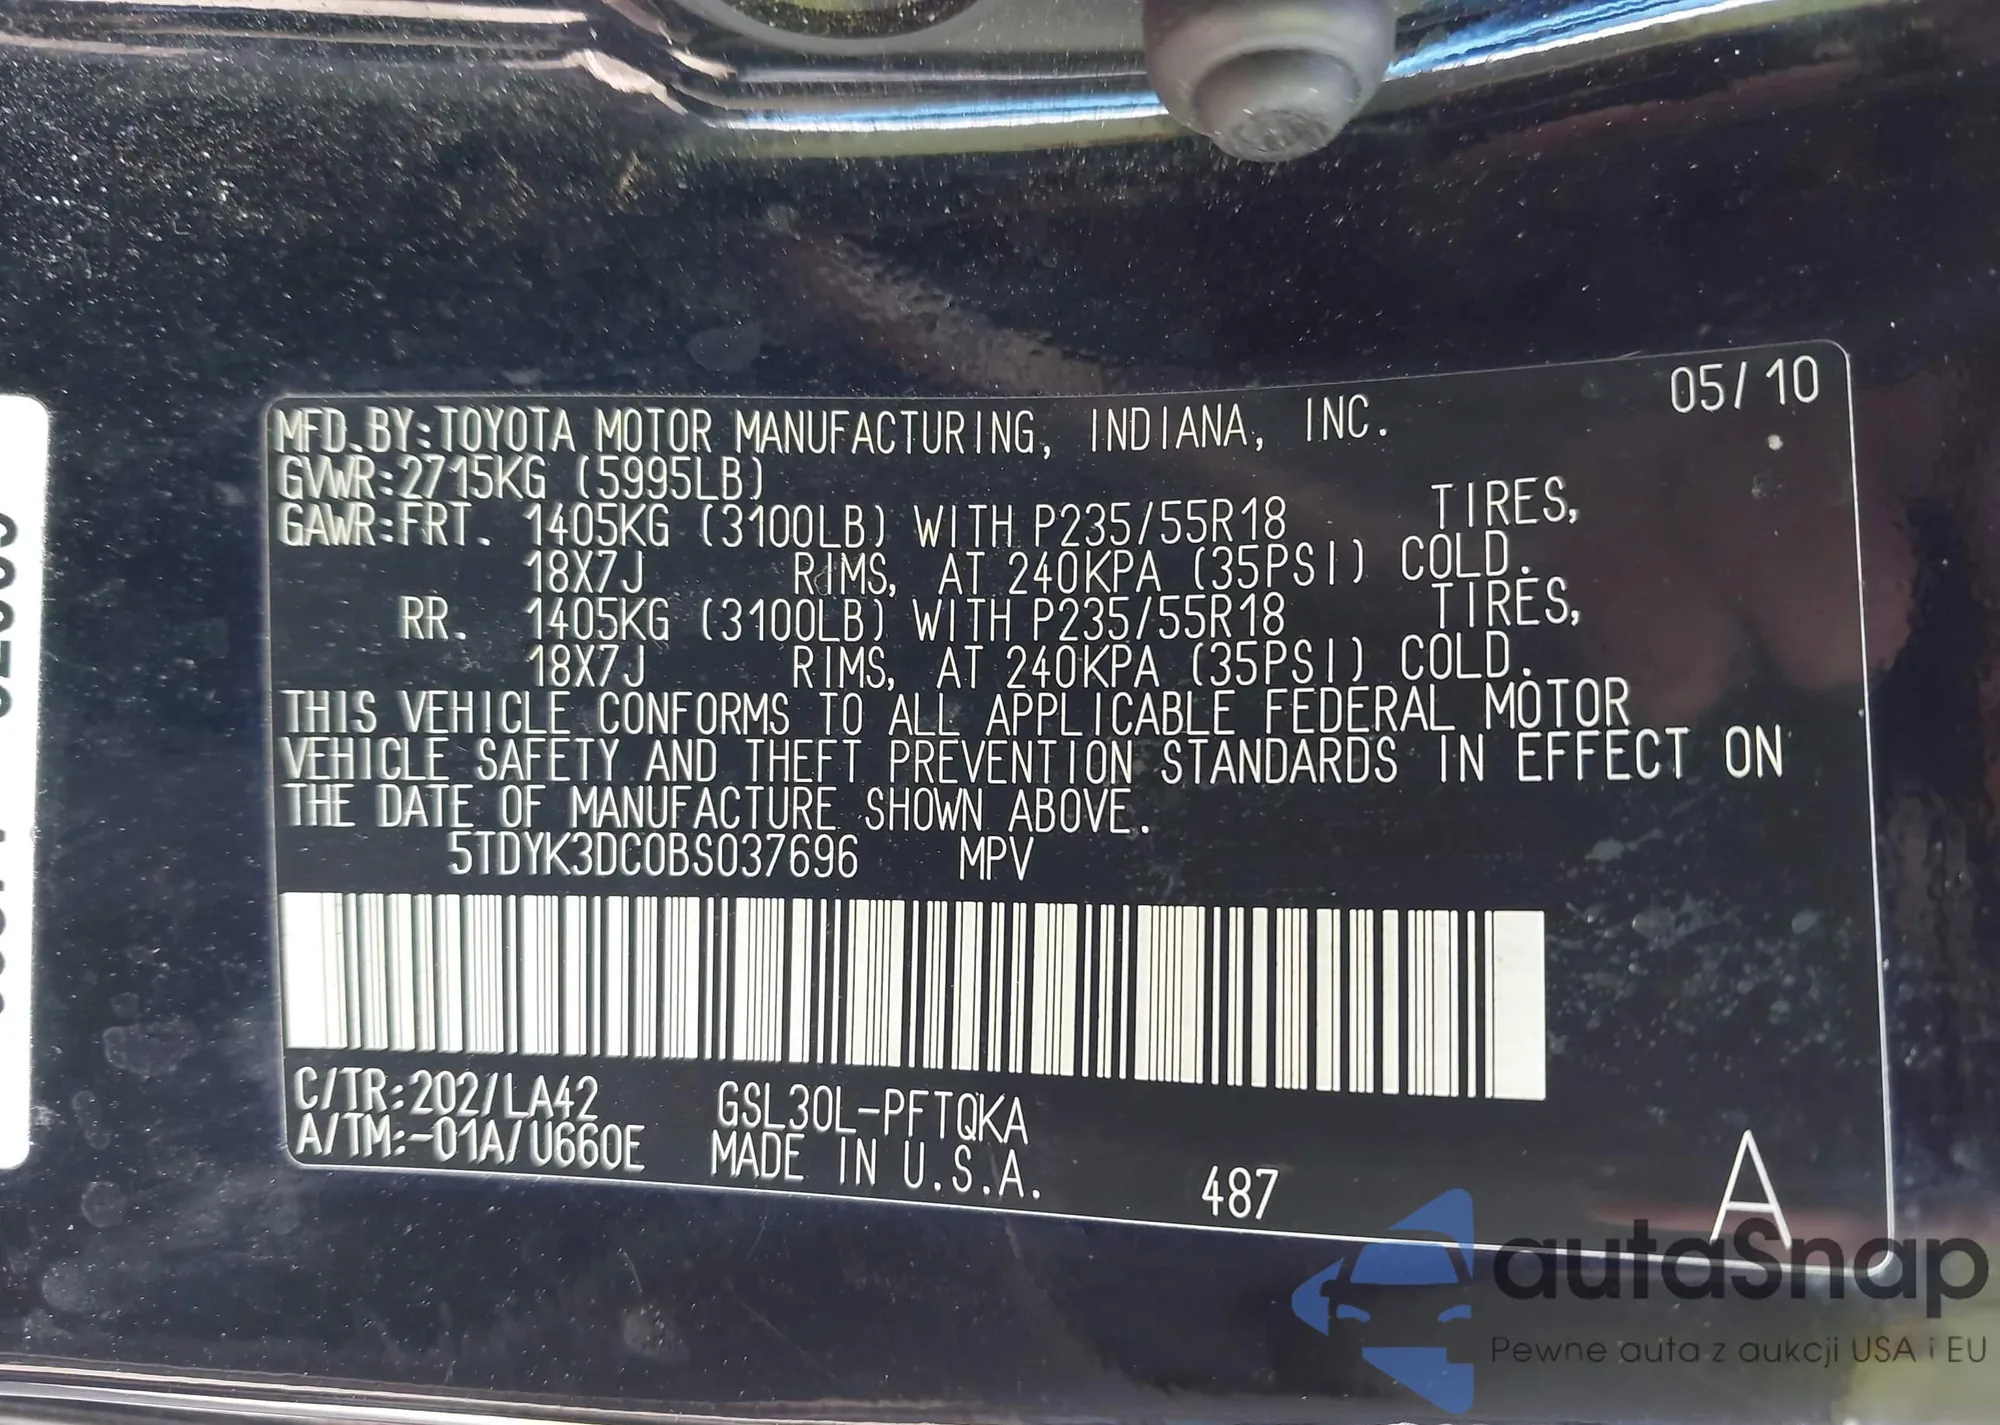 05/10
MFD.BY:TOYOTA MOTOR MANUFACTURING, INDIANA, INC.
GVWR:2715KG (5995LB)
GAWR:FRT. 1405KG (3100LB) WITH P235/55R18 TIRES,
18X7J RIMS, AT 240KPA (35PSI) COLD.
RR. 1405KG (3100LB) WITH P235/55R18 TIRES,
18X7J RIMS, AT 240KPA (35PSI) COLD.
THIS VEHICLE CONFORMS TO ALL APPLICABLE FEDERAL MOTOR
VEHICLE SAFETY AND THEFT PREVENTION STANDARDS IN EFFECT ON
THE DATE OF MANUFACTURE SHOWN ABOVE.
5TDYK3DC0BS037696 MPV
C/TR:202/LA42 GSL30L-PFTQKA
A/TM:-01A/U660E MADE IN U.S.A.
487 A
autaSnap
Pewne auta z aukcji USA i EU